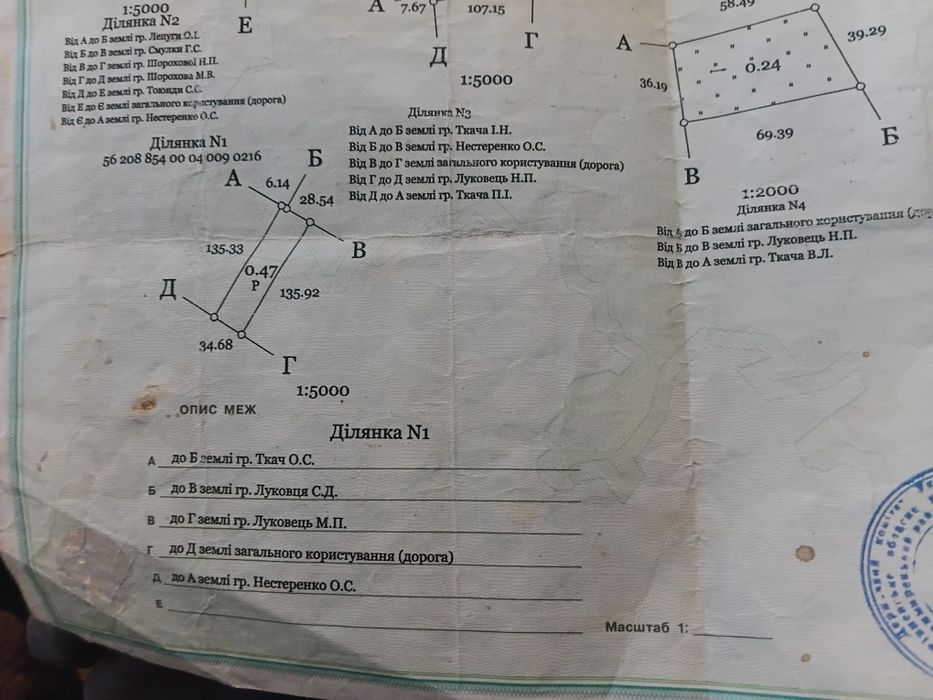 1:5000
Ділянка N2
Від А до Б землі гр. Лепуги О.І.
Від Б до В землі гр. Смулки Г.С.
Від В до Г землі гр. Шорохової Н.П.
Від Г до Д землі гр. Шорохова М.В.
Від Д до Е землі гр. С.С.
Від Е до Є землі загального користування (дорога)
Від Є до А землі гр. Нестеренко О.С.
Е
А
7.67
107.15
Д
Г
1:5000
Ділянка N3
Від А до Б землі гр. Ткача І.Н.
Від Б до В землі гр. Нестеренко О.С.
Від В до Г землі загального користування (дорога)
Від Г до Д землі гр. Луковець Н.П.
Від Д до А землі гр. Ткача П.І.
58.49
А
39.29
36.19
0.24
69.39
Б
В
1:2000
Ділянка N4
Від А до Б землі загального користування
Від Б до В землі гр. Луковець Н.П.
Від В до А землі гр. Ткача В.Л.
Ділянка N1
56 208 854 00 04 009 0216
Б
А
6.14
28.54
В
135.33
0.47
Р
135.92
Д
34.68
Г
1:5000
ОПИС МЕЖ
Ділянка N1
А до Б землі гр. Ткач О.С.
Б до В землі гр. Луковця С.Д.
В до Г землі гр. Луковець М.П.
Г до Д землі загального користування (дорога)
Д до А землі гр. Нестеренко О.С.
Е
Масштаб 1: